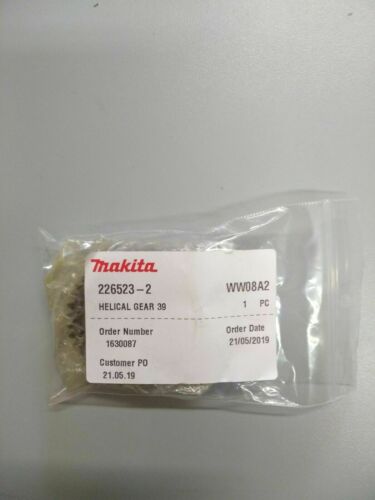 makita
226523-2 WW08A2
HELICAL GEAR 39 1 PC
Order Number Order Date
1630087 21/05/2019
Customer PO
21.05.19